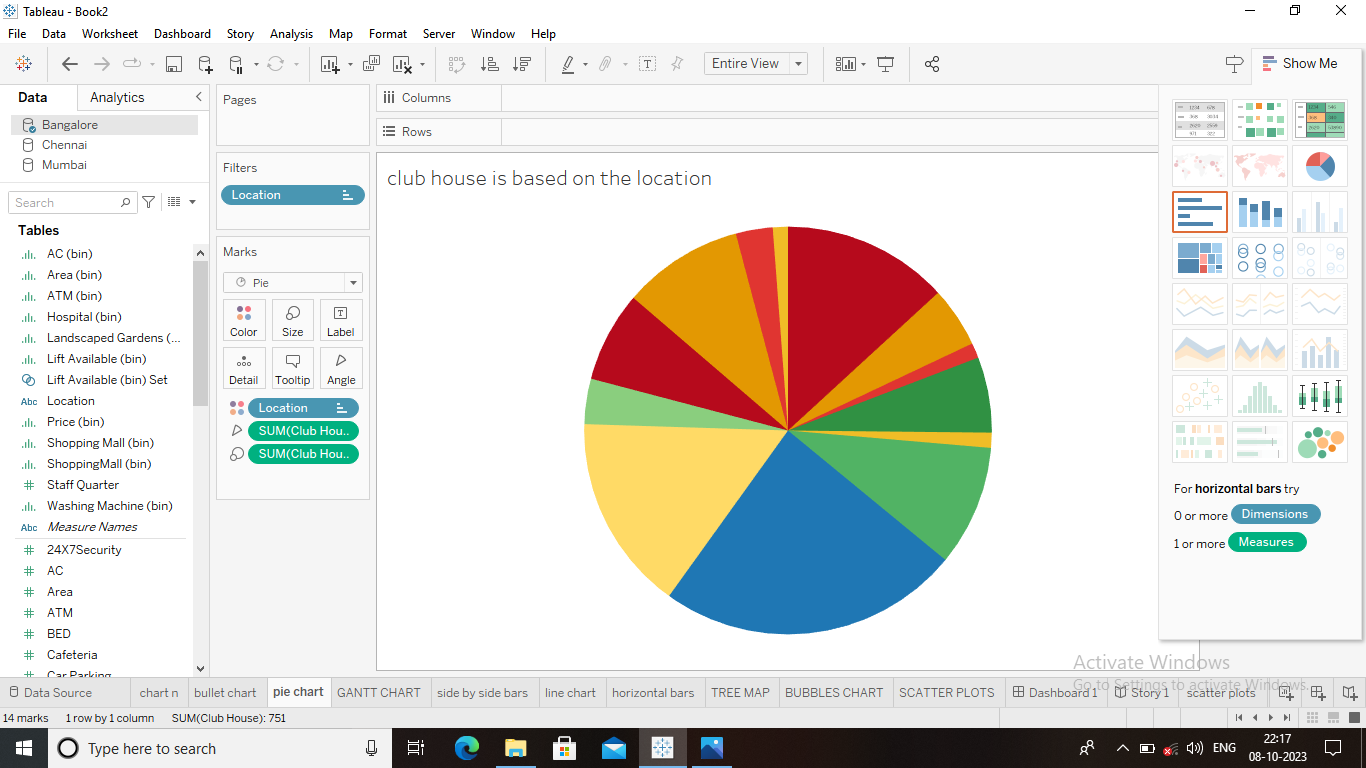 Tableau - Book2
File Data Worksheet Dashboard Story Analysis Map Format Server Window Help
Entire View
Show Me
Data Analytics
Bangalore
Chennai
Mumbai
Search
Tables
AC (bin)
Area (bin)
ATM (bin)
Hospital (bin)
Landscaped Gardens (...
Lift Available (bin)
Lift Available (bin) Set
Abc Location
Price (bin)
Shopping Mall (bin)
ShoppingMall (bin)
Staff Quarter
Washing Machine (bin)
Abc Measure Names
24X7Security
AC
Area
ATM
BED
Cafeteria
Car Parking
Pages
Filters
Location
Marks
Pie
Color Size Label
Detail Tooltip Angle
Location
SUM(Club Hou..
SUM(Club Hou..
Columns
Rows
club house is based on the location
For horizontal bars try
0 or more Dimensions
1 or more Measures
Activate Windows
Go to Settings to activate Windows.
Data Source chart n bullet chart pie chart GANTT CHART side by side bars line chart horizontal bars TREE MAP BUBBLES CHART SCATTER PLOTS Dashboard 1 Story 1 scatter plots
14 marks 1 row by 1 column SUM(Club House): 751
Type here to search
ENG
22:17
08-10-2023